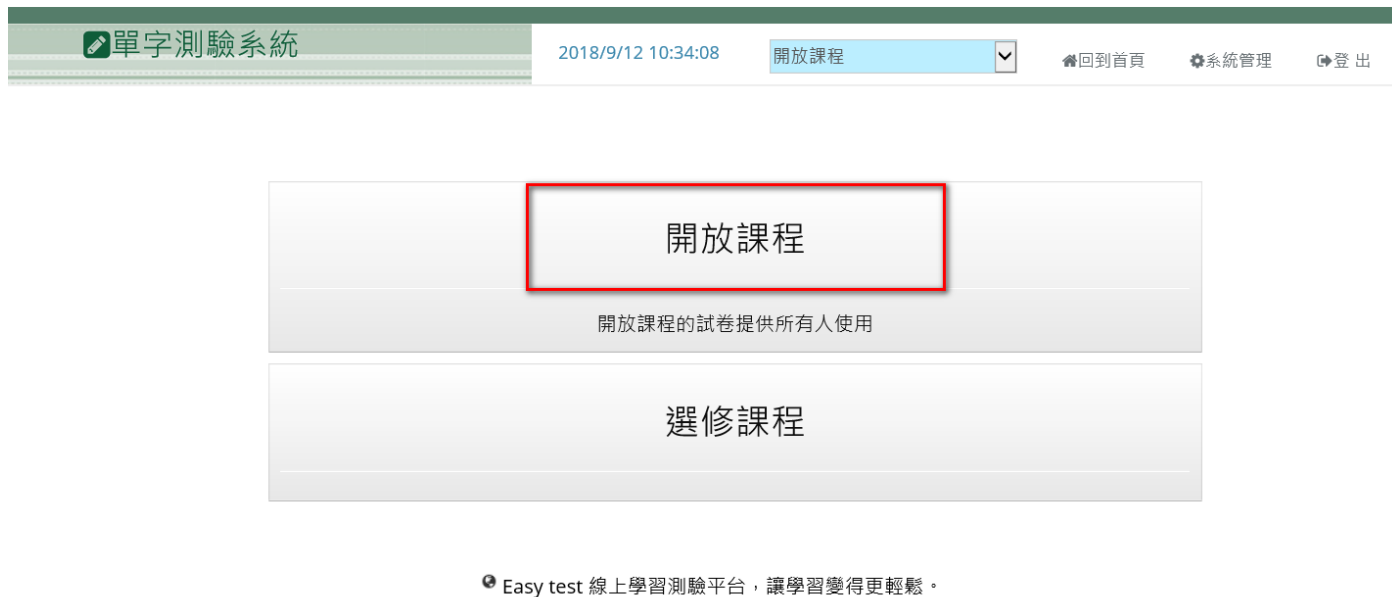 單字測驗系統
2018/9/12 10:34:08
開放課程
回到首頁
系統管理
登 出
開放課程
開放課程的試卷提供所有人使用
選修課程
Easy test 線上學習測驗平台，讓學習變得更輕鬆。